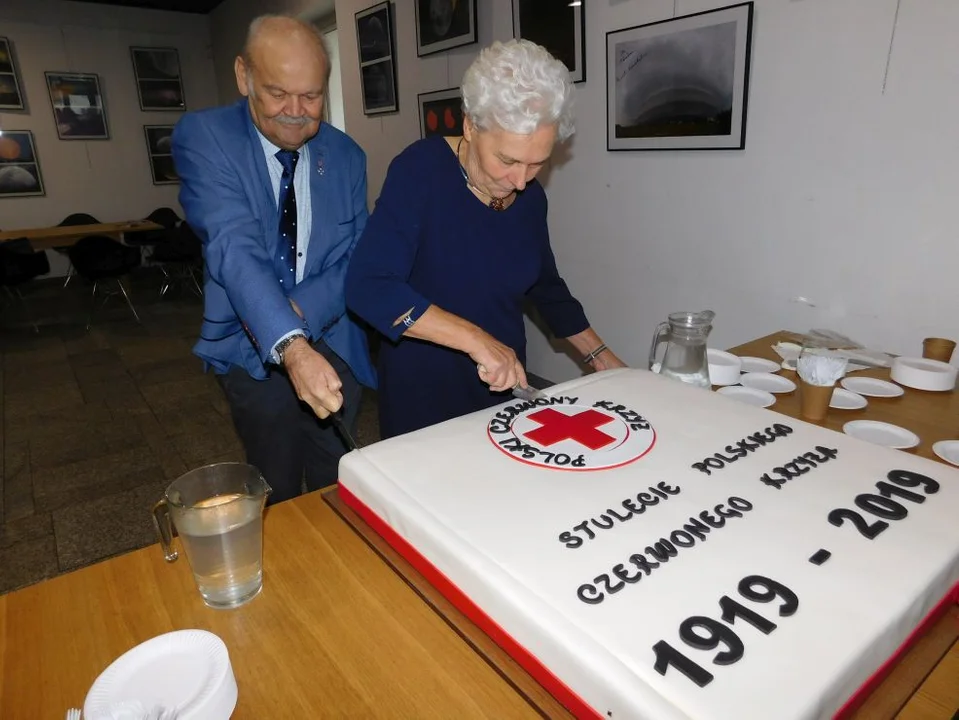 POLSKI CZERWONY KRZYŻ
STULECIE POLSKIEGO
CZERWONEGO KRZYŻA
1919 - 2019